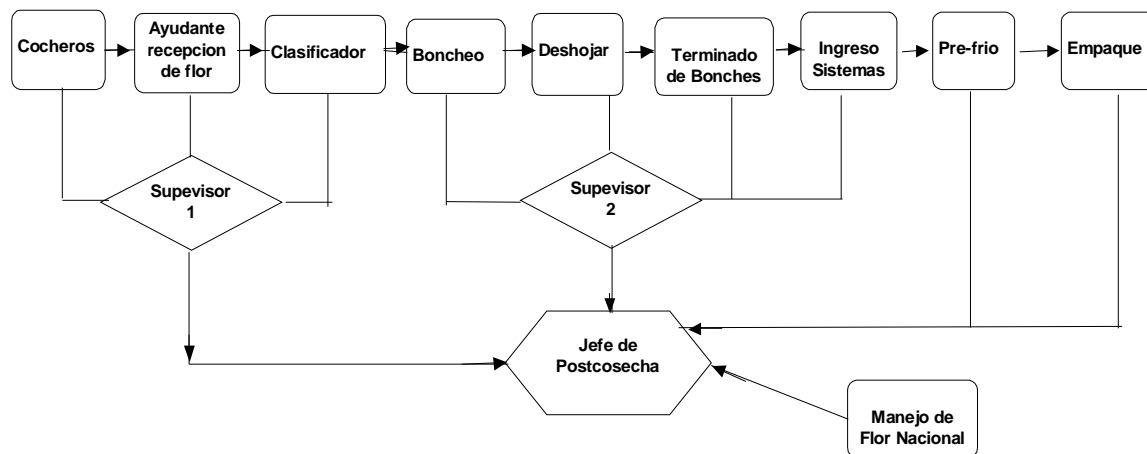 Cocheros
Ayudante
recepcion
de flor
Clasificador
Boncheo
Deshojar
Terminado
de Bonches
Ingreso
Sistemas
Pre-frio
Empaque
Supevisor
1
Supevisor
2
Jefe de
Postcosecha
Manejo de
Flor Nacional